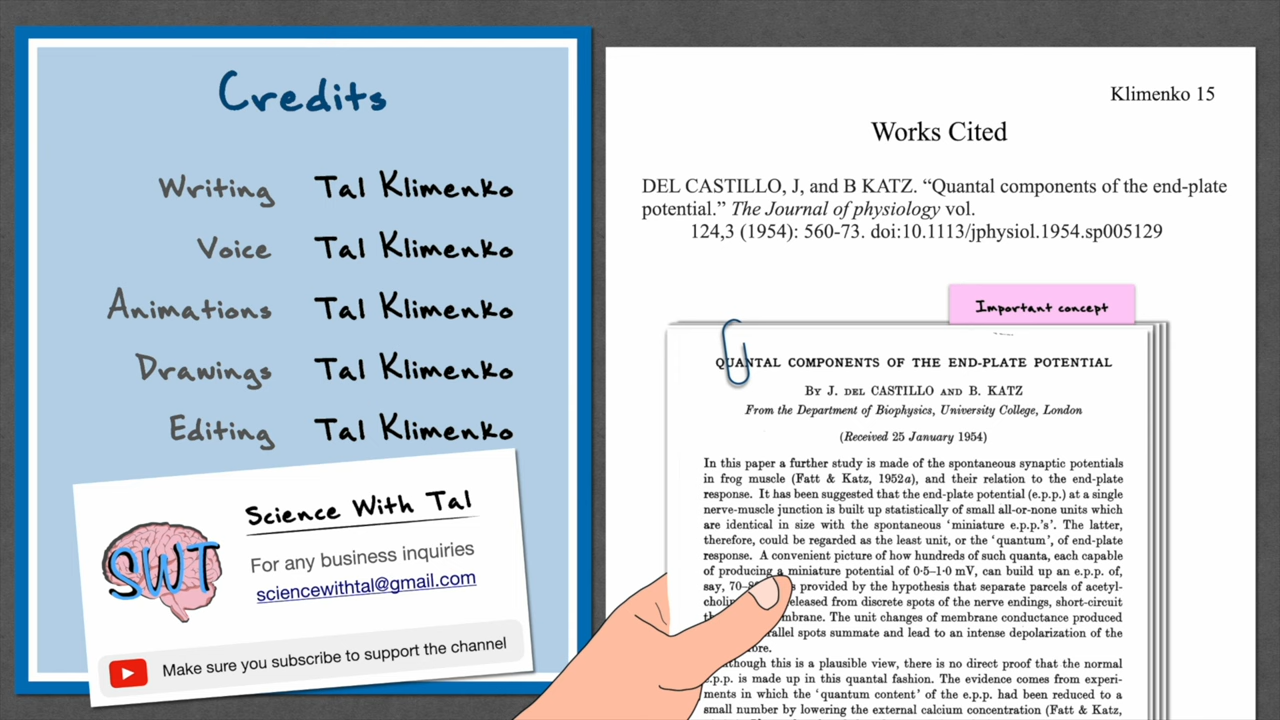 Credits
Writing Tal Klimenko
Voice Tal Klimenko
Animations Tal Klimenko
Drawings Tal Klimenko
Editing Tal Klimenko
SWT
Science With Tal
For any business inquiries
sciencewithtal@gmail.com
Make sure you subscribe to support the channel
Klimenko 15
Works Cited
DEL CASTILLO, J, and B KATZ. “Quantal components of the end-plate
potential.” The Journal of physiology vol.
124,3 (1954): 560-73. doi:10.1113/jphysiol.1954.sp005129
Important concept
QUANTAL COMPONENTS OF THE END-PLATE POTENTIAL
BY J. DEL CASTILLO AND B. KATZ
From the Department of Biophysics, University College, London
(Received 25 January 1954)
In this paper a further study is made of the spontaneous synaptic potentials
in frog muscle (Fatt & Katz, 1952a), and their relation to the end-plate
response. It has been suggested that the end-plate potential (e.p.p.) at a single
nerve-muscle junction is built up statistically of small all-or-none units which
are identical in size with the spontaneous ‘miniature e.p.p.’s’. The latter,
therefore, could be regarded as the least unit, or the ‘quantum’, of end-plate
response. A convenient picture of how hundreds of such quanta, each capable
of producing a miniature potential of 0·5–1·0 mV, can build up an e.p.p. of,
say, provided by the hypothesis that separate parcels of acetyl-
released from discrete spots of the nerve endings, short-circuit
The unit changes of membrane conductance produced
spots summate and lead to an intense depolarization of the
though this is a plausible view, there is no direct proof that the normal
e.p.p. is made up in this quantal fashion. The evidence comes from experi-
ments in which the ‘quantum content’ of the e.p.p. had been reduced to a
small number by lowering the external calcium concentration (Fatt & Katz,